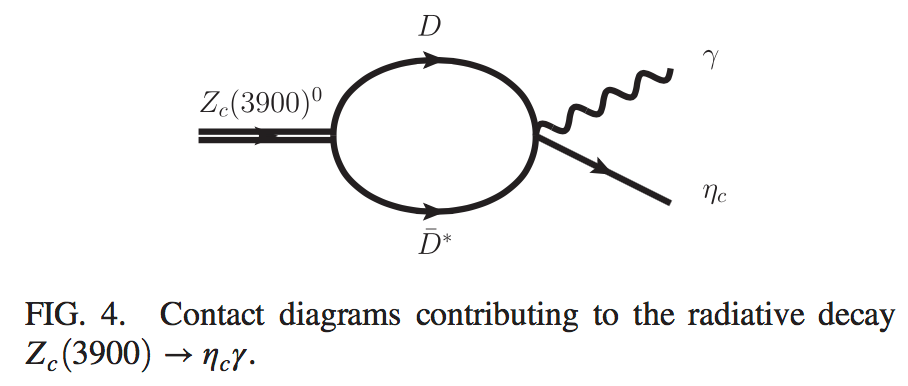 D
γ
Z_c(3900)^0
η_c
D̄*
FIG. 4. Contact diagrams contributing to the radiative decay
Z_c(3900) → η_cγ.